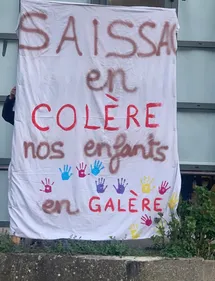 SAISSAC
en
COLÈRE
nos enfants
en GALÈRE